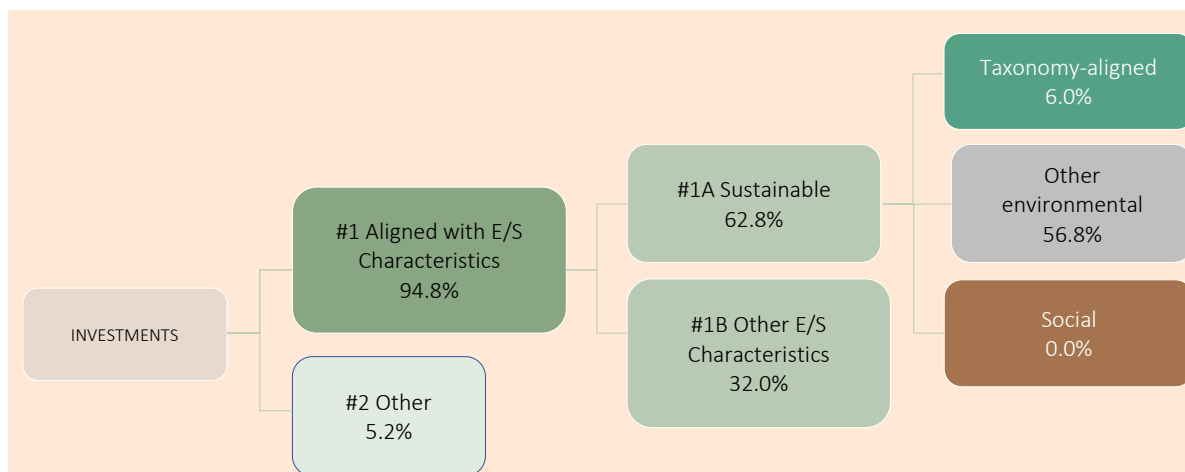 INVESTMENTS
#1 Aligned with E/S
Characteristics
94.8%
#2 Other
5.2%
#1A Sustainable
62.8%
#1B Other E/S
Characteristics
32.0%
Taxonomy-aligned
6.0%
Other
environmental
56.8%
Social
0.0%